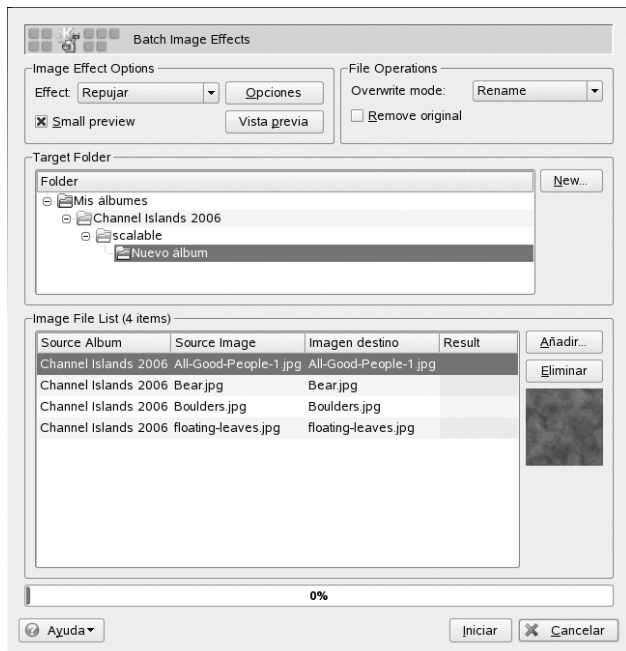 Batch Image Effects
Image Effect Options
Effect: Repujar Opciones
Small preview Vista previa
File Operations
Overwrite mode: Rename
Remove original
Target Folder
Folder New...
Mis álbumes
Channel Islands 2006
scalable
Nuevo álbum
Image File List (4 items)
Source Album Source Image Imagen destino Result Añadir...
Channel Islands 2006 All-Good-People-1.jpg All-Good-People-1.jpg Eliminar
Channel Islands 2006 Bear.jpg Bear.jpg
Channel Islands 2006 Boulders.jpg Boulders.jpg
Channel Islands 2006 floating-leaves.jpg floating-leaves.jpg
0%
Ayuda Iniciar Cancelar